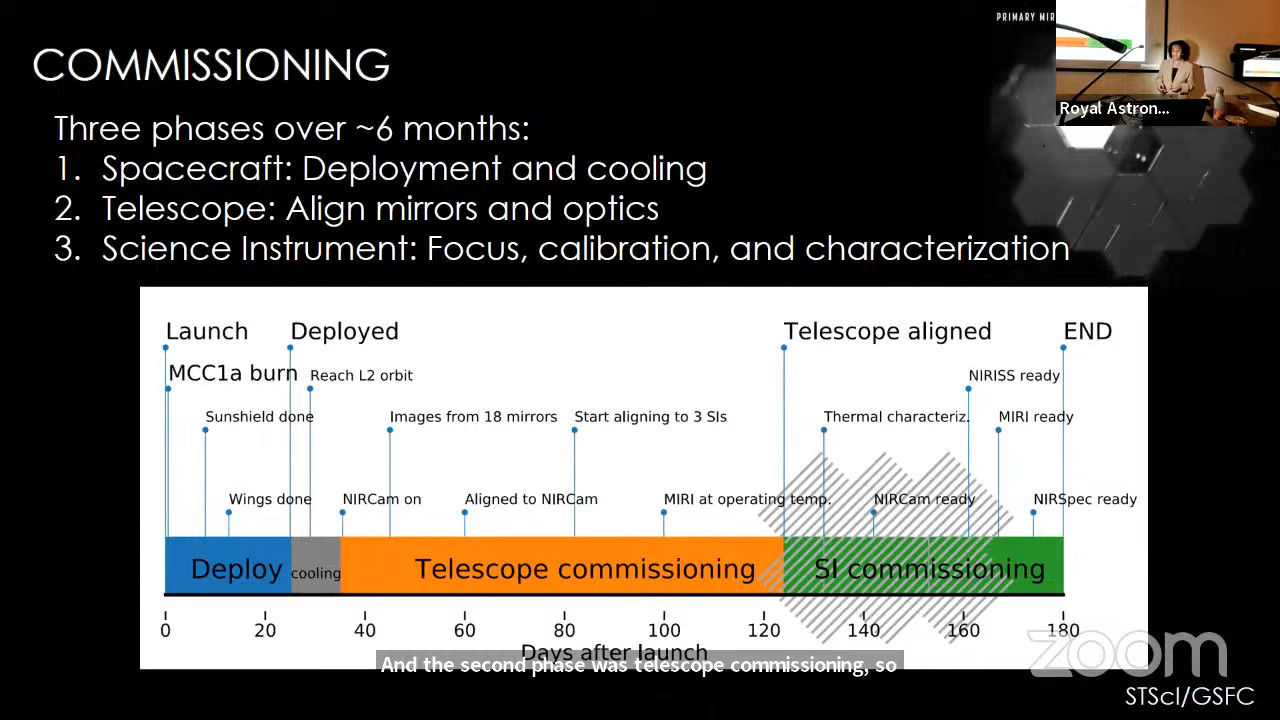 PRIMARY MIR
COMMISSIONING
Royal Astron...
Three phases over ~6 months:
1. Spacecraft: Deployment and cooling
2. Telescope: Align mirrors and optics
3. Science Instrument: Focus, calibration, and characterization
Launch
Deployed
Telescope aligned
END
MCC1a burn
Reach L2 orbit
NIRISS ready
Sunshield done
Images from 18 mirrors
Start aligning to 3 SIs
Thermal characteriz.
MIRI ready
Wings done
NIRCam on
Aligned to NIRCam
MIRI at operating temp.
NIRCam ready
NIRSpec ready
Deploy
cooling
Telescope commissioning
SI commissioning
0 20 40 60 80 100 120 140 160 180
Days after launch
And the second phase was telescope commissioning, so
zoom
STScI/GSFC